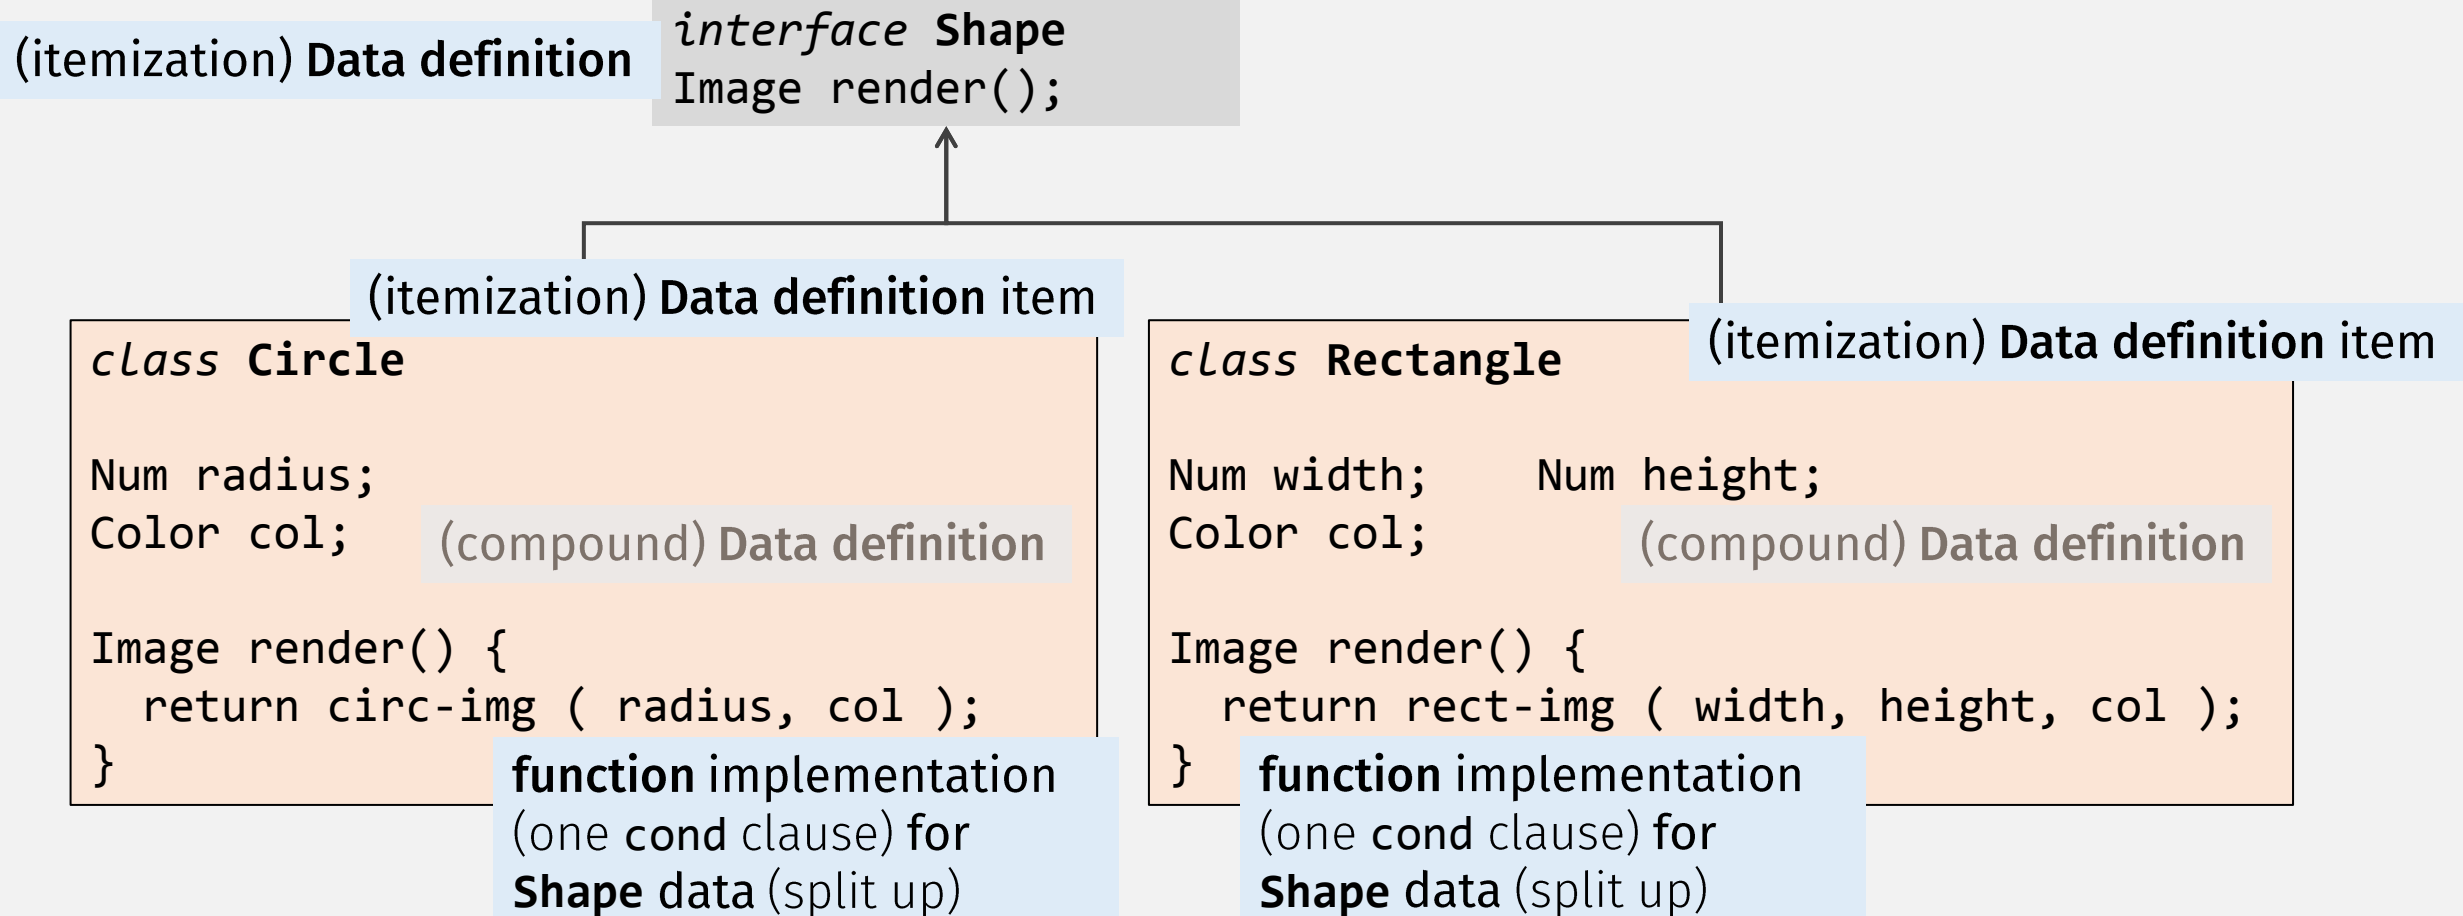 (itemization) Data definition
interface Shape
Image render();
(itemization) Data definition item
class Circle
Num radius;
Color col;
(compound) Data definition
Image render() {
return circ-img ( radius, col );
}
function implementation
(one cond clause) for
Shape data (split up)
(itemization) Data definition item
class Rectangle
Num width; Num height;
Color col;
(compound) Data definition
Image render() {
return rect-img ( width, height, col );
}
function implementation
(one cond clause) for
Shape data (split up)